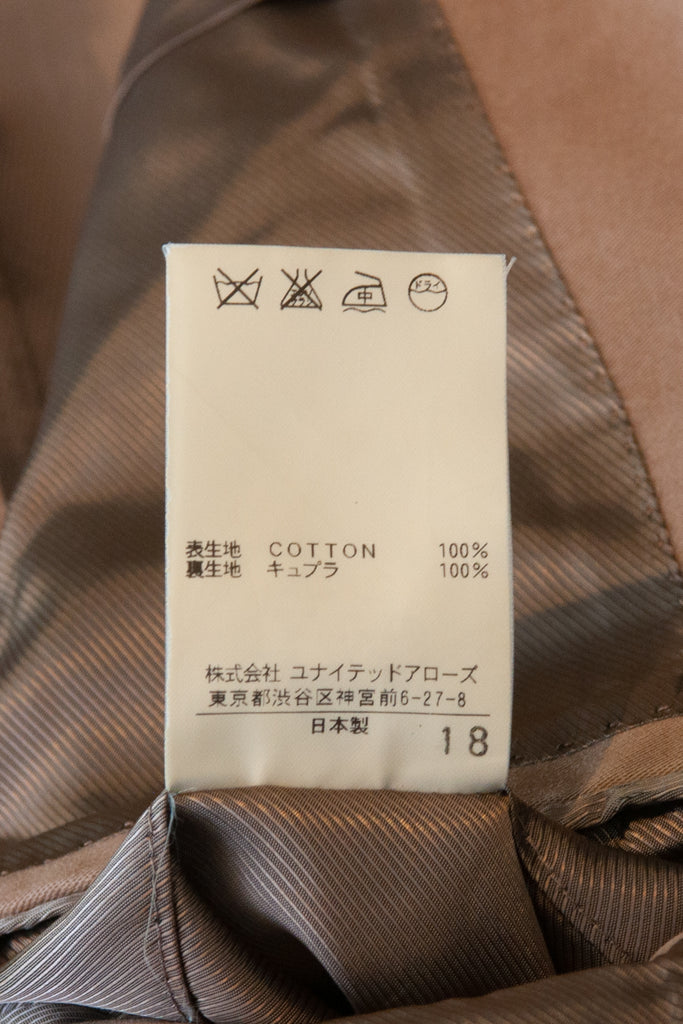 中 ドライ
表生地 COTTON 100%
裏生地 キュプラ 100%
株式会社 ユナイテッドアローズ
東京都渋谷区神宮前6-27-8
日本製
18